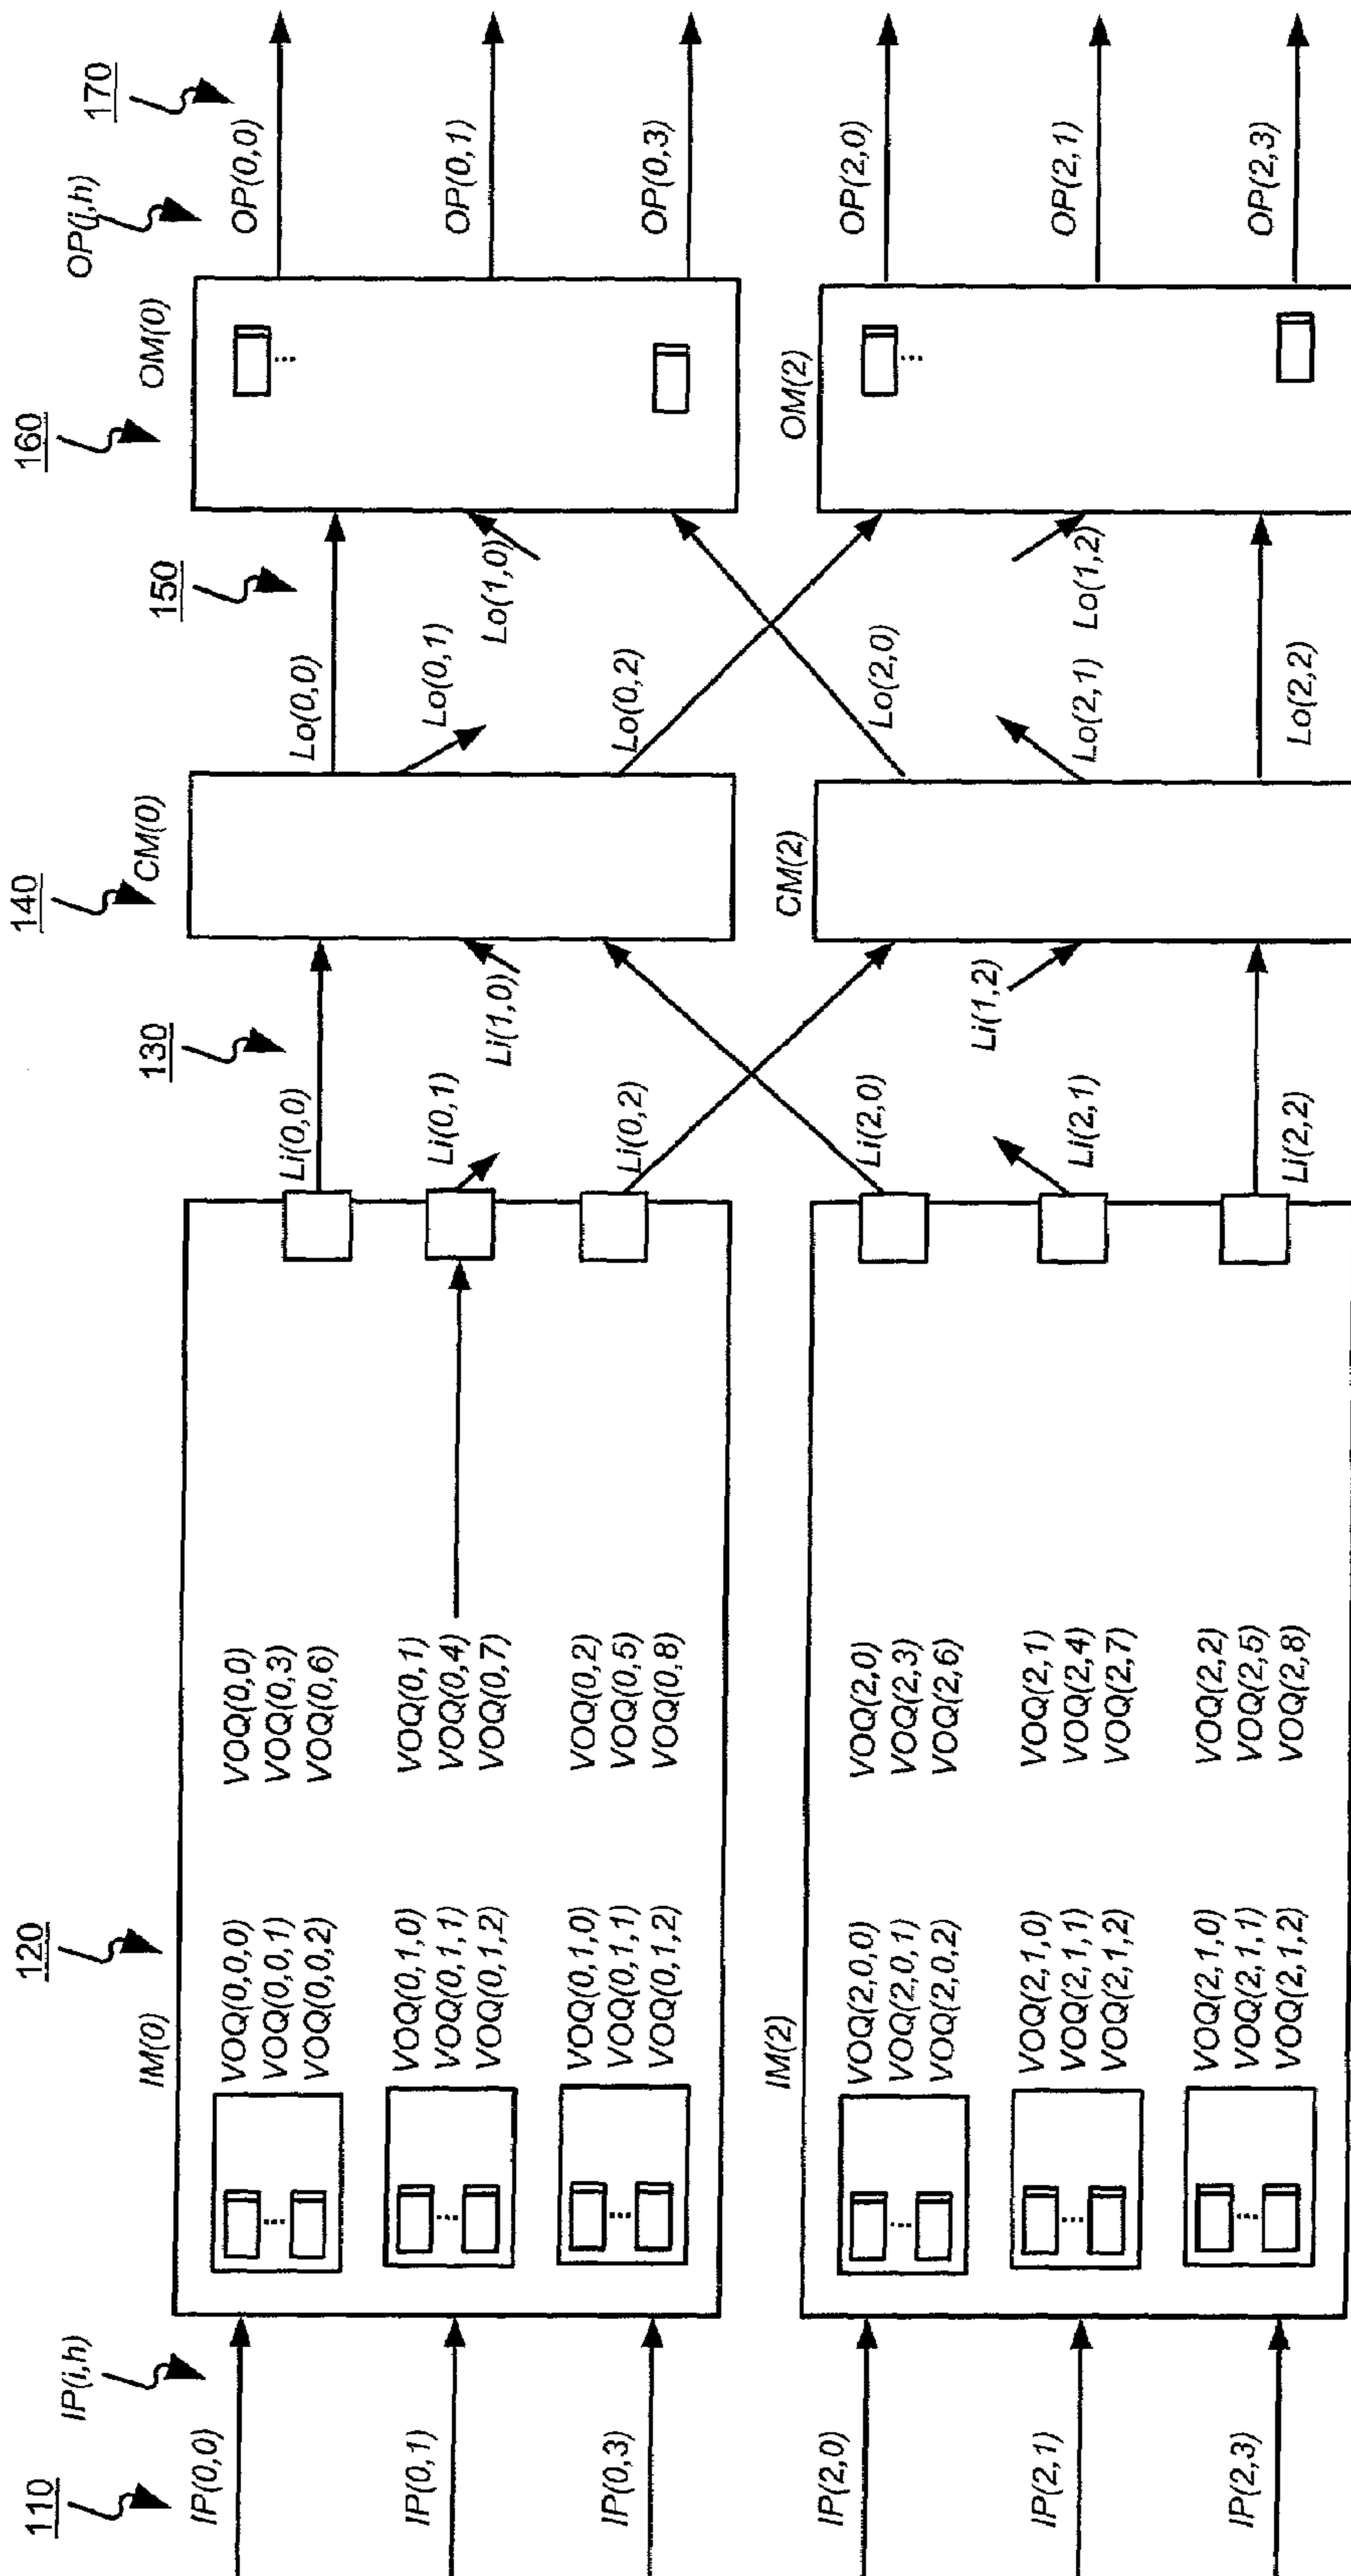 110
IP(i,h)
IP(0,0)
IP(0,1)
IP(0,3)
IP(2,0)
IP(2,1)
IP(2,3)
120
IM(0)
VOQ(0,0,0)
VOQ(0,0,1)
VOQ(0,0,2)
VOQ(0,1,0)
VOQ(0,1,1)
VOQ(0,1,2)
VOQ(0,1,0)
VOQ(0,1,1)
VOQ(0,1,2)
VOQ(0,0)
VOQ(0,3)
VOQ(0,6)
VOQ(0,1)
VOQ(0,4)
VOQ(0,7)
VOQ(0,2)
VOQ(0,5)
VOQ(0,8)
IM(2)
VOQ(2,0,0)
VOQ(2,0,1)
VOQ(2,0,2)
VOQ(2,1,0)
VOQ(2,1,1)
VOQ(2,1,2)
VOQ(2,1,0)
VOQ(2,1,1)
VOQ(2,1,2)
VOQ(2,0)
VOQ(2,3)
VOQ(2,6)
VOQ(2,1)
VOQ(2,4)
VOQ(2,7)
VOQ(2,2)
VOQ(2,5)
VOQ(2,8)
130
Li(0,0)
Li(0,1)
Li(1,0)
Li(0,2)
Li(2,0)
Li(1,2)
Li(2,1)
Li(2,2)
140
CM(0)
CM(2)
150
Lo(0,0)
Lo(0,1)
Lo(1,0)
Lo(0,2)
Lo(2,0)
Lo(2,1)
Lo(1,2)
Lo(2,2)
160
OM(0)
OM(2)
170
OP(j,h)
OP(0,0)
OP(0,1)
OP(0,3)
OP(2,0)
OP(2,1)
OP(2,3)